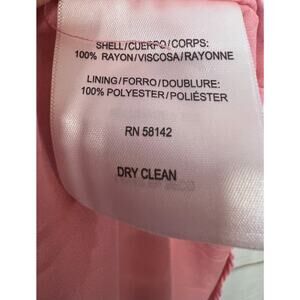 SHELL/CUERPO/CORPS:
100% RAYON/VISCOSA/RAYONNE
LINING/FORRO/DOUBLURE:
100% POLYESTER/POLIÉSTER
RN 58142
DRY CLEAN